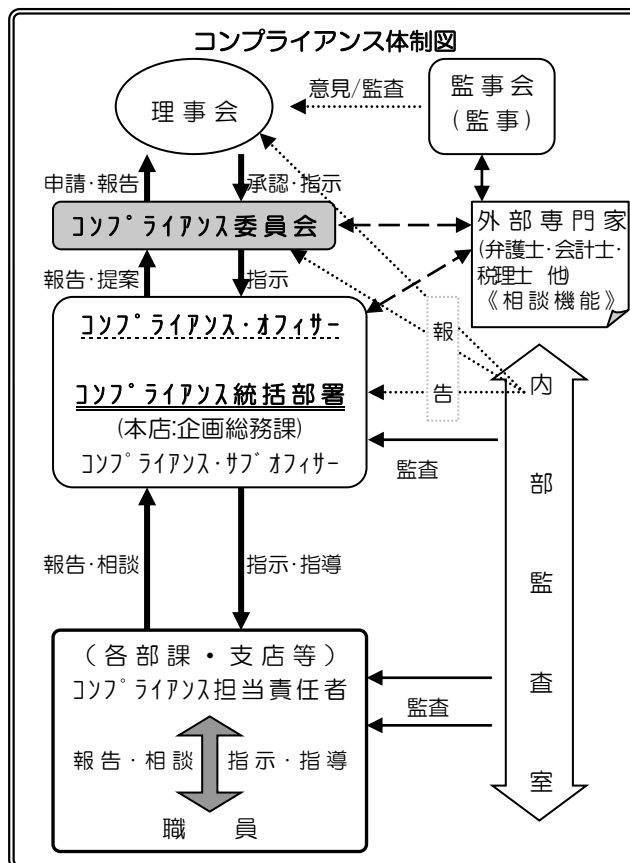 コンプライアンス体制図
理事会
意見/監査
監事会
(監事)
申請・報告
承認・指示
コンプライアンス委員会
外部専門家
(弁護士・会計士・
税理士 他)
《相談機能》
報告・提案
指示
コンプライアンス・オフィサー
報
告
コンプライアンス統括部署
(本店:企画総務課)
コンプライアンス・サブオフィサー
監査
内
部
監
査
室
報告・相談
指示・指導
(各部課・支店等)
コンプライアンス担当責任者
監査
報告・相談
指示・指導
職員